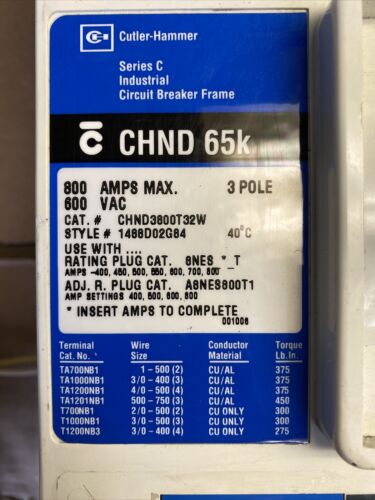 Cutler-Hammer
Series C
Industrial
Circuit Breaker Frame
C CHND 65k
800 AMPS MAX. 3 POLE
600 VAC
CAT. # CHND3800T32W
STYLE # 1488D02G84 40°C
USE WITH ....
RATING PLUG CAT. 8NES * T
AMPS -400, 450, 500, 550, 600, 700, 800
ADJ. R. PLUG CAT. A8NES800T1
AMP SETTINGS 400, 500, 600, 800
* INSERT AMPS TO COMPLETE
001006
Terminal Wire Conductor Torque
Cat. No. Size Material Lb. In.
TA700NB1 1 - 500 (2) CU/AL 375
TA1000NB1 3/0 - 400 (3) CU/AL 375
TA1200NB1 4/0 - 500 (4) CU/AL 375
TA1201NB1 500 - 750 (3) CU/AL 450
T700NB1 2/0 - 500 (2) CU ONLY 300
T1000NB1 3/0 - 500 (3) CU ONLY 300
T1200NB3 3/0 - 400 (4) CU ONLY 275